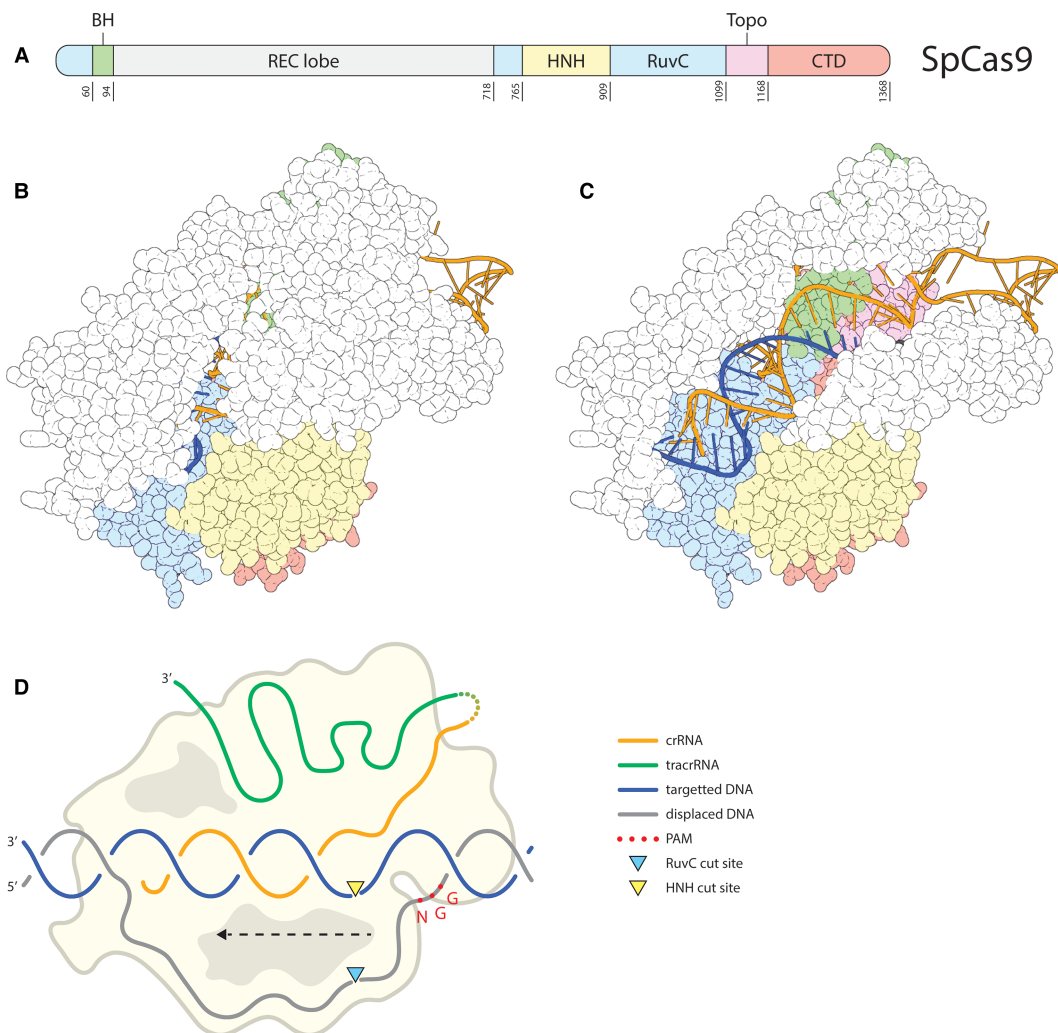 BH
Topo
A
REC lobe
HNH
RuvC
CTD
SpCas9
60
94
718
765
909
1099
1168
1368
B
C
D
3′
3′
5′
N
G
G
crRNA
tracrRNA
targetted DNA
displaced DNA
PAM
RuvC cut site
HNH cut site